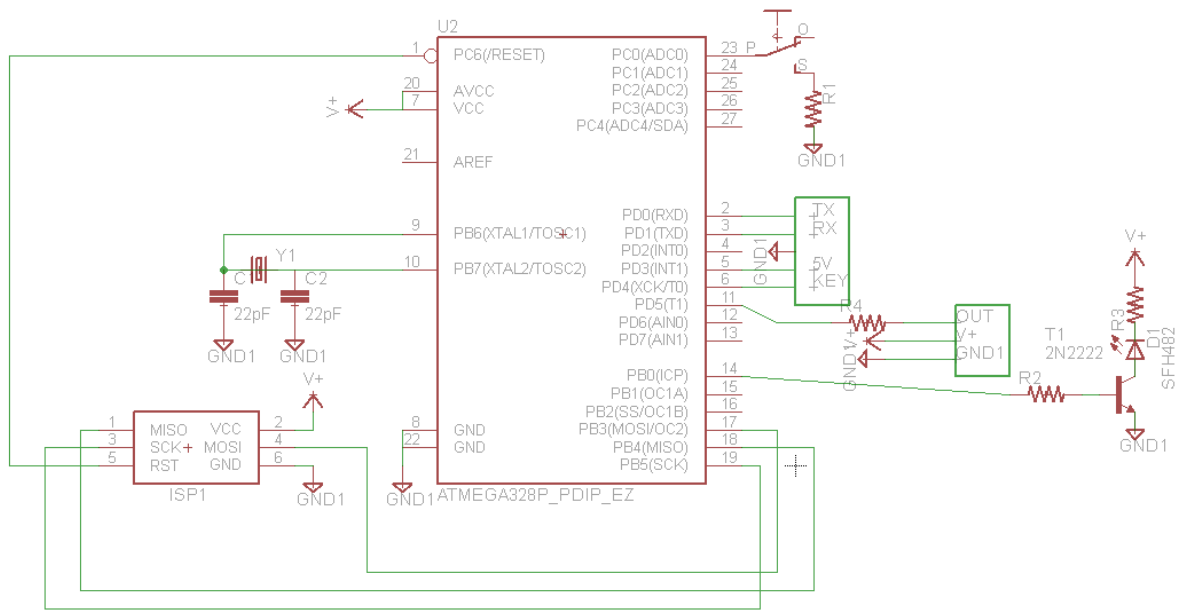 U2
1
PC6(/RESET)
20
AVCC
7
VCC
V+
21
AREF
9
PB6(XTAL1/TOSC1)
10
PB7(XTAL2/TOSC2)
8
GND
22
GND
GND1
ATMEGA328P_PDIP_EZ
PC0(ADC0)
23
P
O
S
PC1(ADC1)
24
PC2(ADC2)
25
PC3(ADC3)
26
PC4(ADC4/SDA)
27
R1
GND1
PD0(RXD)
2
PD1(TXD)
3
PD2(INT0)
4
PD3(INT1)
5
PD4(XCK/T0)
6
PD5(T1)
11
PD6(AIN0)
12
PD7(AIN1)
13
PB0(ICP)
14
PB1(OC1A)
15
PB2(SS/OC1B)
16
PB3(MOSI/OC2)
17
PB4(MISO)
18
PB5(SCK)
19
TX
RX
GND1
5V
KEY
R4
OUT
V+
GND1
V+
GND1
T1
2N2222
R2
V+
R3
D1
SFH482
GND1
Y1
C1
22pF
C2
22pF
GND1
GND1
V+
1
MISO
VCC
2
3
SCK
MOSI
4
5
RST
GND
6
ISP1
GND1